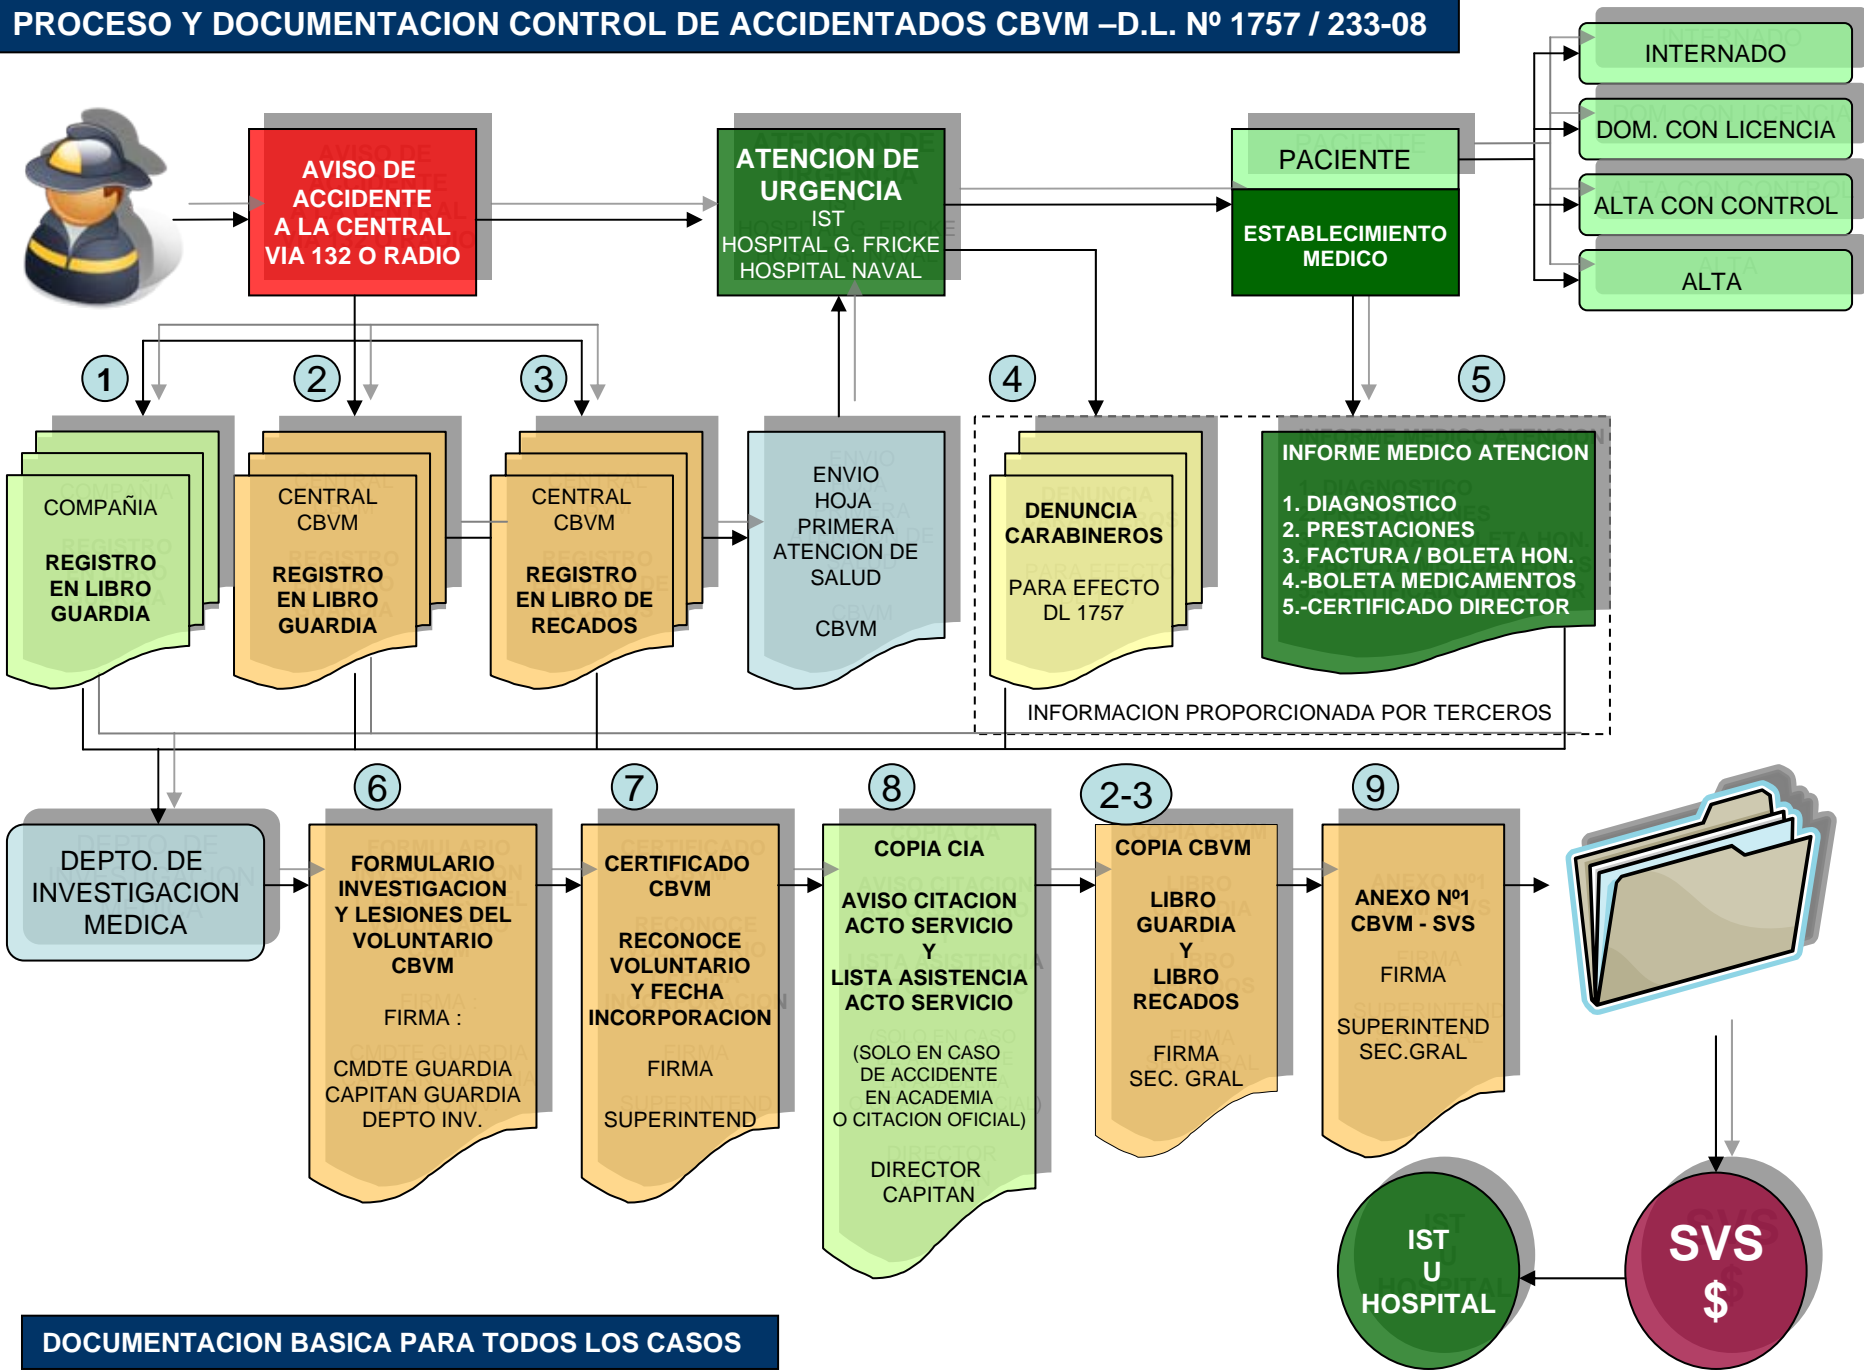 PROCESO Y DOCUMENTACION CONTROL DE ACCIDENTADOS CBVM –D.L. Nº 1757 / 233-08
INTERNADO
DOM. CON LICENCIA
ALTA CON CONTROL
ALTA
AVISO DE
ACCIDENTE
A LA CENTRAL
VIA 132 O RADIO
ATENCION DE
URGENCIA
IST
HOSPITAL G. FRICKE
HOSPITAL NAVAL
PACIENTE
ESTABLECIMIENTO
MEDICO
1
2
3
4
5
COMPAÑIA
REGISTRO
EN LIBRO
GUARDIA
CENTRAL
CBVM
REGISTRO
EN LIBRO
GUARDIA
CENTRAL
CBVM
REGISTRO
EN LIBRO DE
RECADOS
ENVIO
HOJA
PRIMERA
ATENCION DE
SALUD
CBVM
DENUNCIA
CARABINEROS
PARA EFECTO
DL 1757
INFORME MEDICO ATENCION
1. DIAGNOSTICO
2. PRESTACIONES
3. FACTURA / BOLETA HON.
4.-BOLETA MEDICAMENTOS
5.-CERTIFICADO DIRECTOR
INFORMACION PROPORCIONADA POR TERCEROS
6
7
8
2-3
9
DEPTO. DE
INVESTIGACION
MEDICA
FORMULARIO
INVESTIGACION
Y LESIONES DEL
VOLUNTARIO
CBVM
FIRMA :
CMDTE GUARDIA
CAPITAN GUARDIA
DEPTO INV.
CERTIFICADO
CBVM
RECONOCE
VOLUNTARIO
Y FECHA
INCORPORACION
FIRMA
SUPERINTEND
COPIA CIA
AVISO CITACION
ACTO SERVICIO
Y
LISTA ASISTENCIA
ACTO SERVICIO
(SOLO EN CASO
DE ACCIDENTE
EN ACADEMIA
O CITACION OFICIAL)
DIRECTOR
CAPITAN
COPIA CBVM
LIBRO
GUARDIA
Y
LIBRO
RECADOS
FIRMA
SEC. GRAL
ANEXO Nº1
CBVM - SVS
FIRMA
SUPERINTEND
SEC.GRAL
IST
U
HOSPITAL
SVS
$
DOCUMENTACION BASICA PARA TODOS LOS CASOS